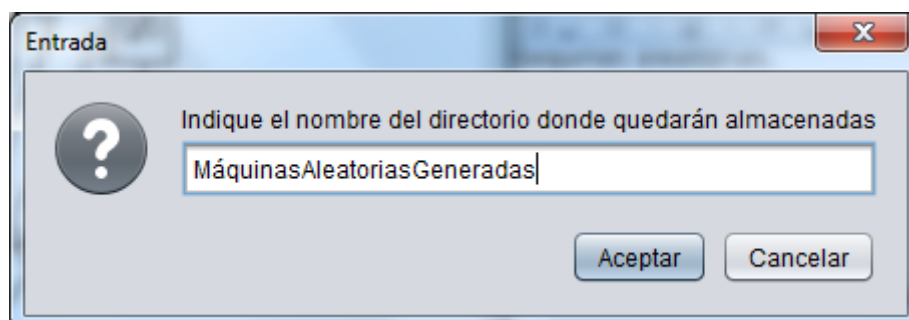 Entrada
Indique el nombre del directorio donde quedarán almacenadas
MáquinasAleatoriasGeneradas
Aceptar
Cancelar